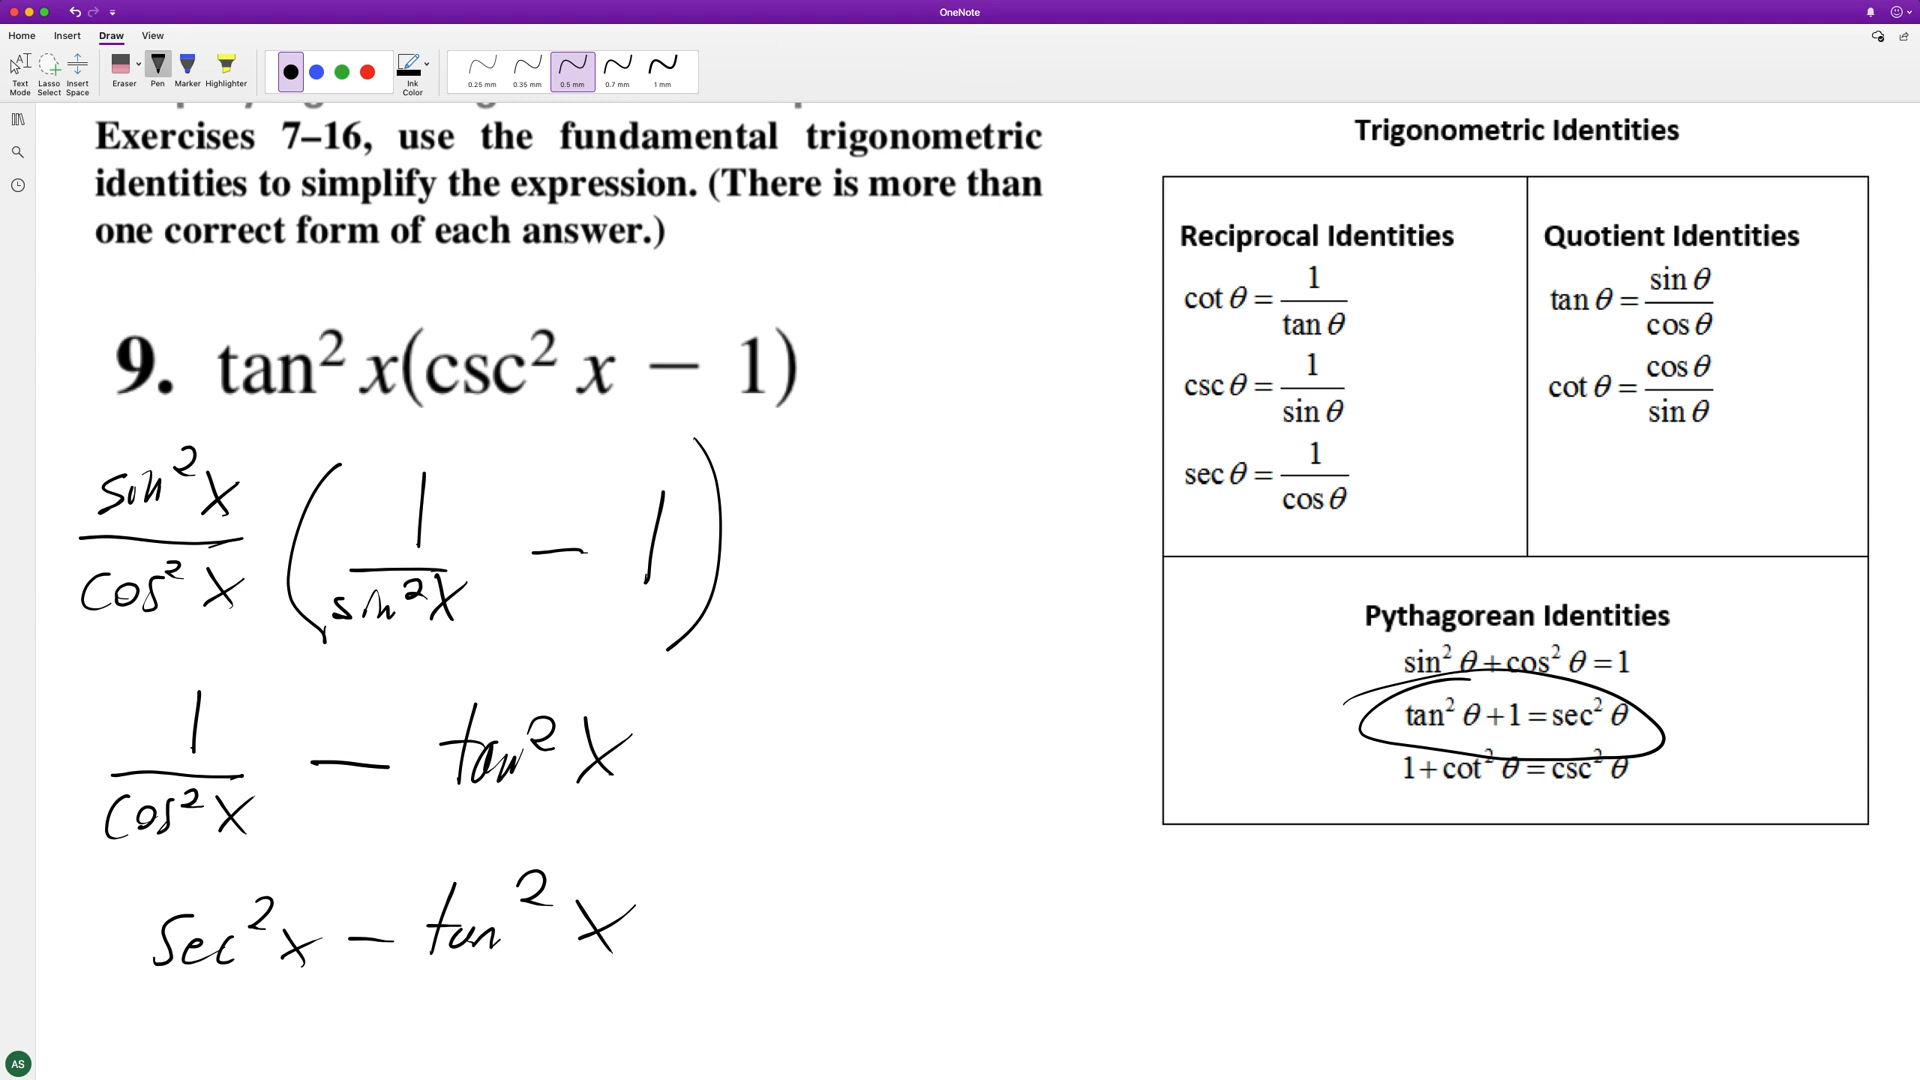 OneNote
Home Insert Draw View
Text Mode Lasso Select Insert Space Eraser Pen Marker Highlighter Ink Color 0.25 mm 0.35 mm 0.5 mm 0.7 mm 1 mm
Exercises 7–16, use the fundamental trigonometric
identities to simplify the expression. (There is more than
one correct form of each answer.)
9. tan² x(csc² x − 1)
sin²x / cos²x (1 / sin²x − 1)
1 / cos²x − tan²x
sec²x − tan²x
Trigonometric Identities
Reciprocal Identities
cot θ = 1 / tan θ
csc θ = 1 / sin θ
sec θ = 1 / cos θ
Quotient Identities
tan θ = sin θ / cos θ
cot θ = cos θ / sin θ
Pythagorean Identities
sin² θ + cos² θ = 1
tan² θ + 1 = sec² θ
1 + cot² θ = csc² θ
AS